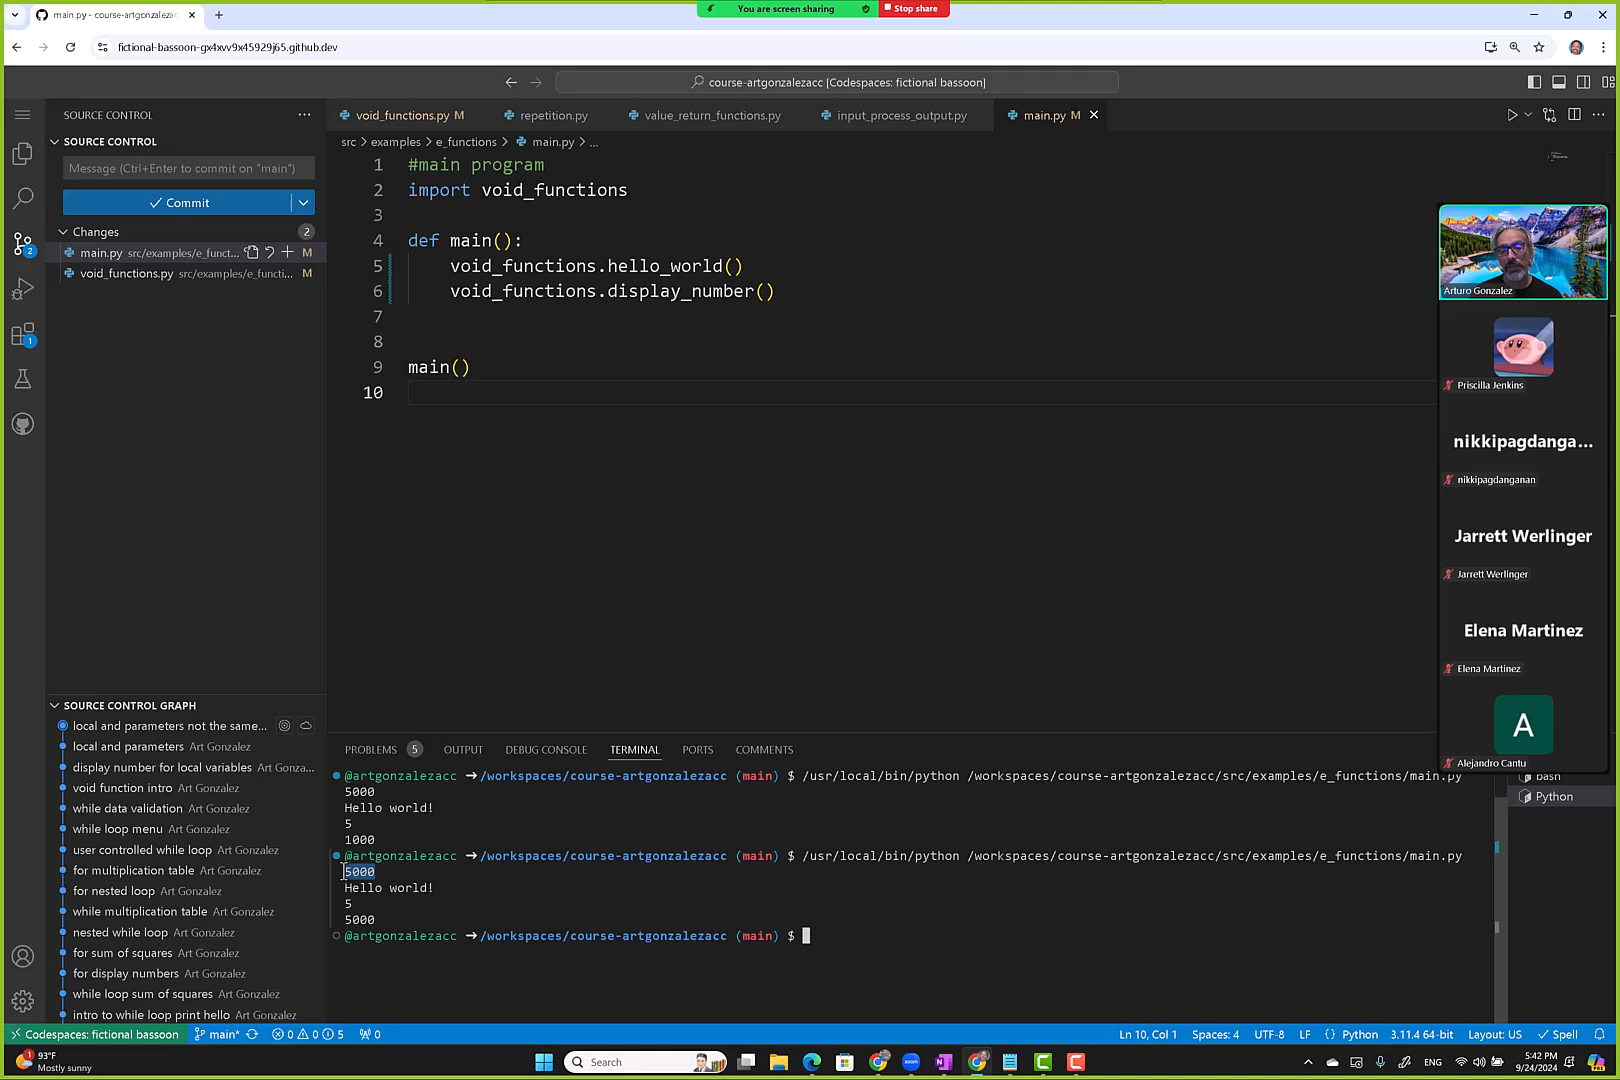 You are screen sharing
Stop share
main.py - course-artgonzalezac
fictional-bassoon-gx4xvv9x45929j65.github.dev
course-artgonzalezacc [Codespaces: fictional bassoon]
SOURCE CONTROL
void_functions.py M
repetition.py
value_return_functions.py
input_process_output.py
main.py M
SOURCE CONTROL
src > examples > e_functions > main.py > ...
Message (Ctrl+Enter to commit on "main")
Commit
Changes 2
main.py src/examples/e_funct... M
void_functions.py src/examples/e_functi... M
2
1
1 #main program
2 import void_functions
3
4 def main():
5 void_functions.hello_world()
6 void_functions.display_number()
7
8
9 main()
10
Arturo Gonzalez
Priscilla Jenkins
nikkipagdanga...
nikkipagdanganan
Jarrett Werlinger
Jarrett Werlinger
Elena Martinez
Elena Martinez
A
Alejandro Cantu
SOURCE CONTROL GRAPH
local and parameters not the same...
local and parameters Art Gonzalez
display number for local variables Art Gonza...
void function intro Art Gonzalez
while data validation Art Gonzalez
while loop menu Art Gonzalez
user controlled while loop Art Gonzalez
for multiplication table Art Gonzalez
for nested loop Art Gonzalez
while multiplication table Art Gonzalez
nested while loop Art Gonzalez
for sum of squares Art Gonzalez
for display numbers Art Gonzalez
while loop sum of squares Art Gonzalez
intro to while loop print hello Art Gonzalez
PROBLEMS 5 OUTPUT DEBUG CONSOLE TERMINAL PORTS COMMENTS
@artgonzalezacc ➜/workspaces/course-artgonzalezacc (main) $ /usr/local/bin/python /workspaces/course-artgonzalezacc/src/examples/e_functions/main.py
5000
Hello world!
5
1000
@artgonzalezacc ➜/workspaces/course-artgonzalezacc (main) $ /usr/local/bin/python /workspaces/course-artgonzalezacc/src/examples/e_functions/main.py
5000
Hello world!
5
5000
@artgonzalezacc ➜/workspaces/course-artgonzalezacc (main) $
bash
Python
Codespaces: fictional bassoon main* 0 0 5 0
Ln 10, Col 1 Spaces: 4 UTF-8 LF {} Python 3.11.4 64-bit Layout: US Spell
1
93°F
Mostly sunny
Search
ENG
5:42 PM
9/24/2024